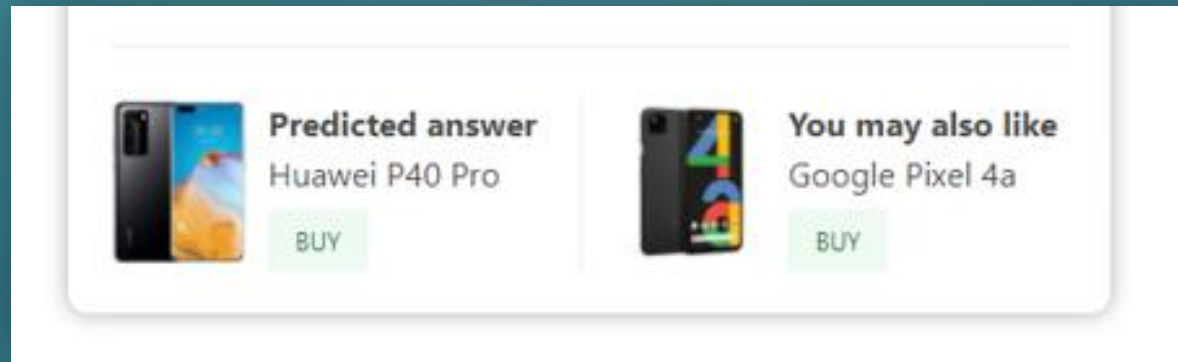 Predicted answer
Huawei P40 Pro
BUY
You may also like
Google Pixel 4a
BUY